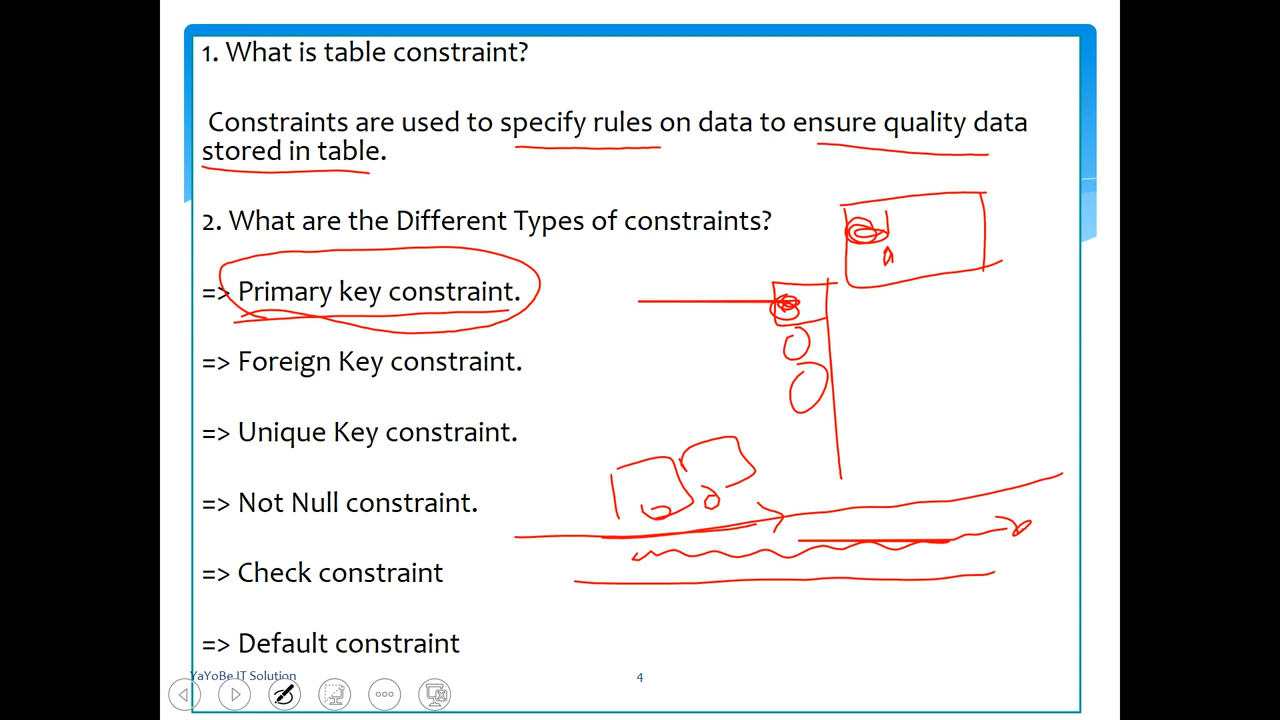 1. What is table constraint?
Constraints are used to specify rules on data to ensure quality data
stored in table.
2. What are the Different Types of constraints?
=> Primary key constraint.
=> Foreign Key constraint.
=> Unique Key constraint.
=> Not Null constraint.
=> Check constraint
=> Default constraint
YaYoBe IT Solution
4